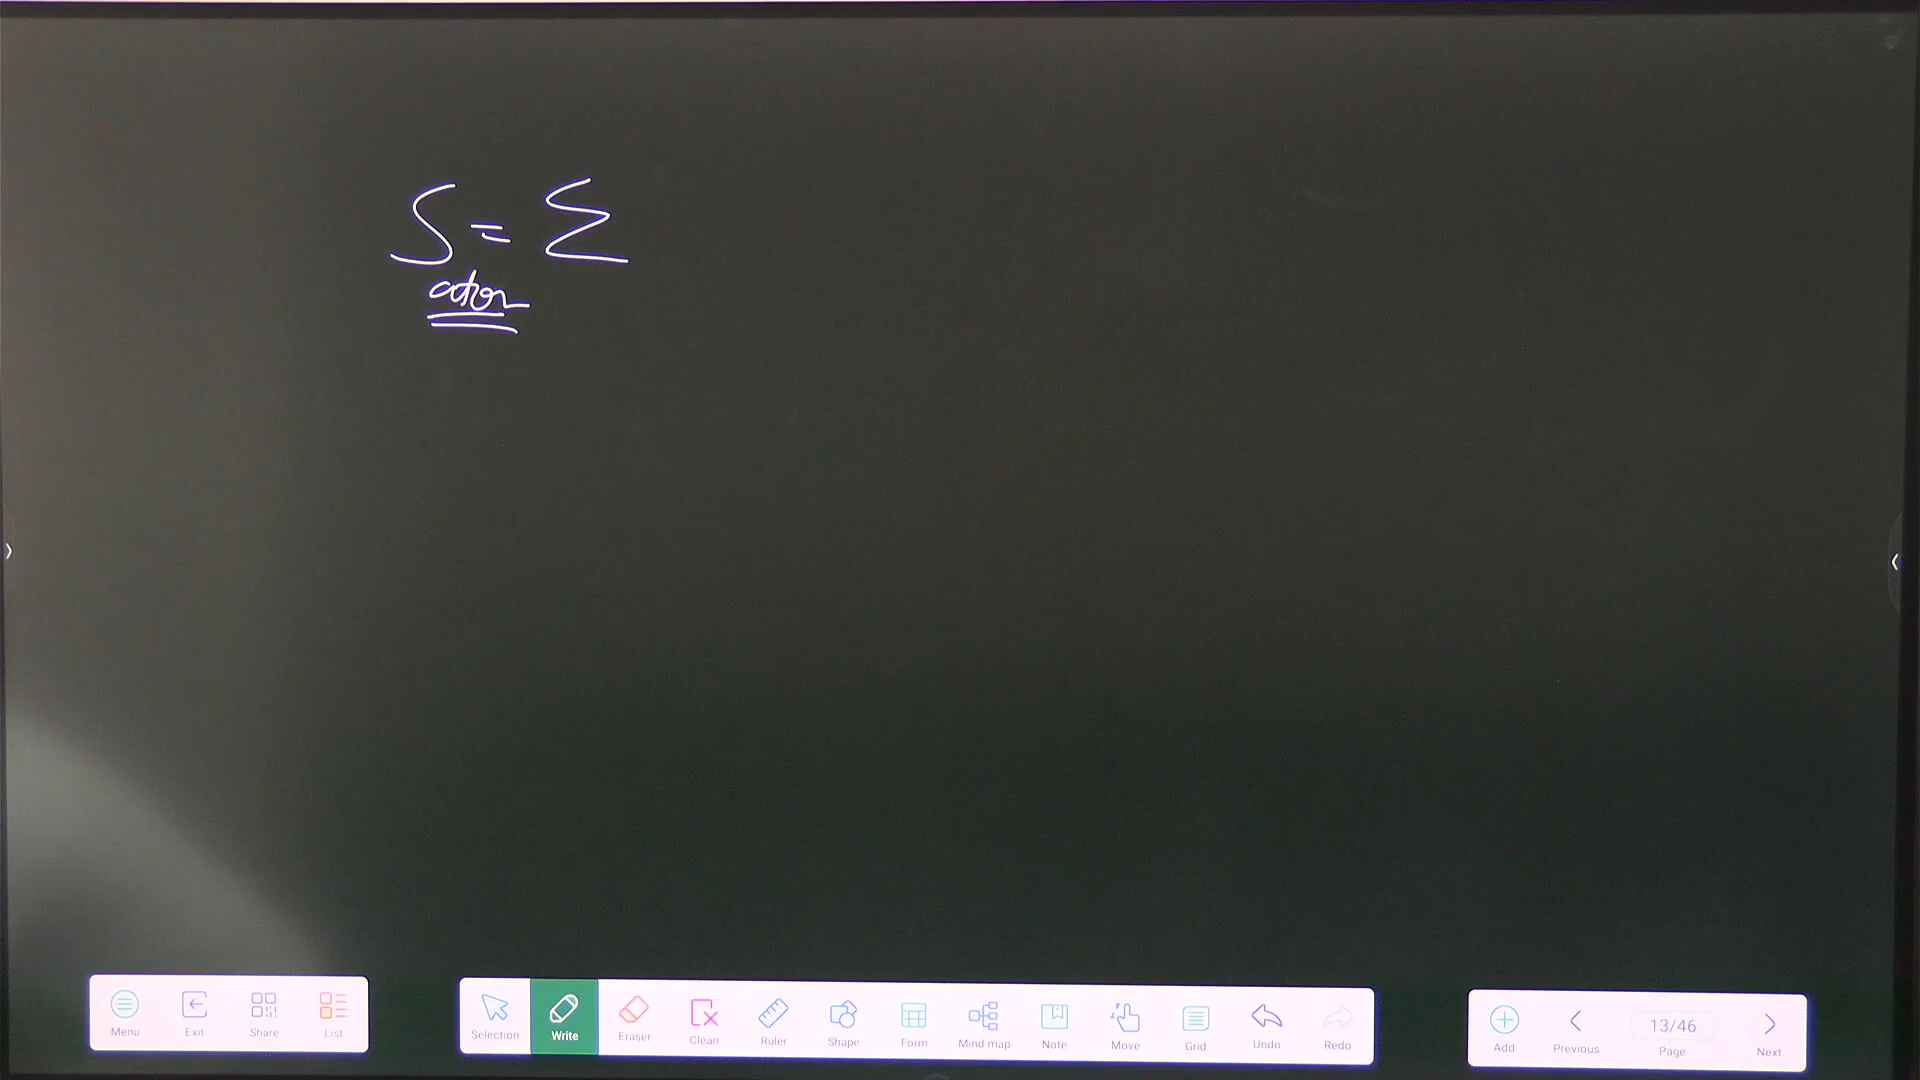 S = Σ
action
Menu Exit Share List
Selection Write Eraser Clean Ruler Shape Form Mind map Note Move Grid Undo Redo
Add Previous 13/46 Page Next